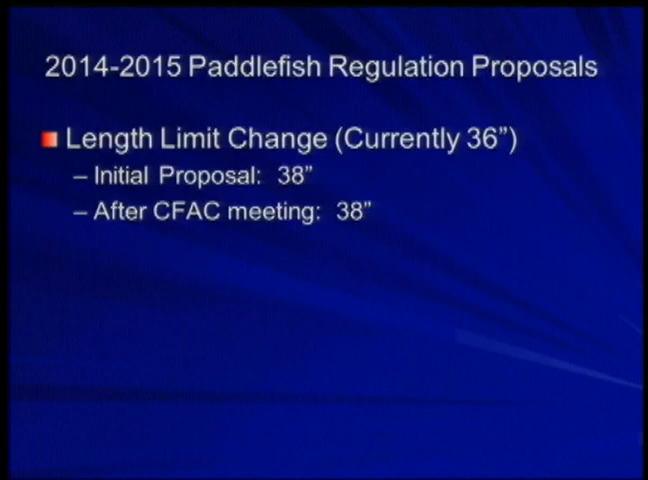 2014-2015 Paddlefish Regulation Proposals
Length Limit Change (Currently 36”)
– Initial Proposal: 38”
– After CFAC meeting: 38”